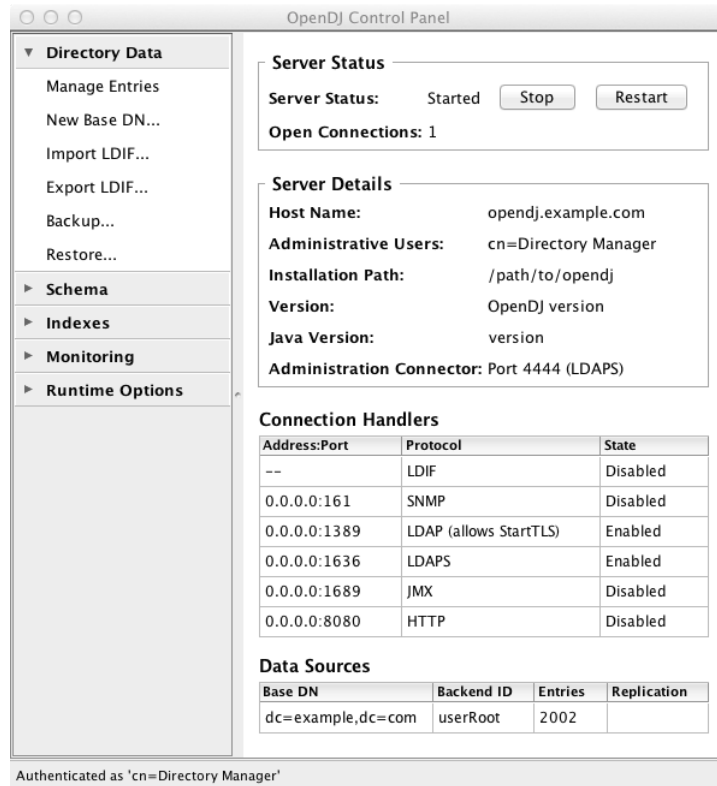 OpenDJ Control Panel
Directory Data
Manage Entries
New Base DN...
Import LDIF...
Export LDIF...
Backup...
Restore...
Schema
Indexes
Monitoring
Runtime Options
Server Status
Server Status: Started Stop Restart
Open Connections: 1
Server Details
Host Name: opendj.example.com
Administrative Users: cn=Directory Manager
Installation Path: /path/to/opendj
Version: OpenDJ version
Java Version: version
Administration Connector: Port 4444 (LDAPS)
Connection Handlers
Address:Port Protocol State
-- LDIF Disabled
0.0.0.0:161 SNMP Disabled
0.0.0.0:1389 LDAP (allows StartTLS) Enabled
0.0.0.0:1636 LDAPS Enabled
0.0.0.0:1689 JMX Disabled
0.0.0.0:8080 HTTP Disabled
Data Sources
Base DN Backend ID Entries Replication
dc=example,dc=com userRoot 2002
Authenticated as 'cn=Directory Manager'